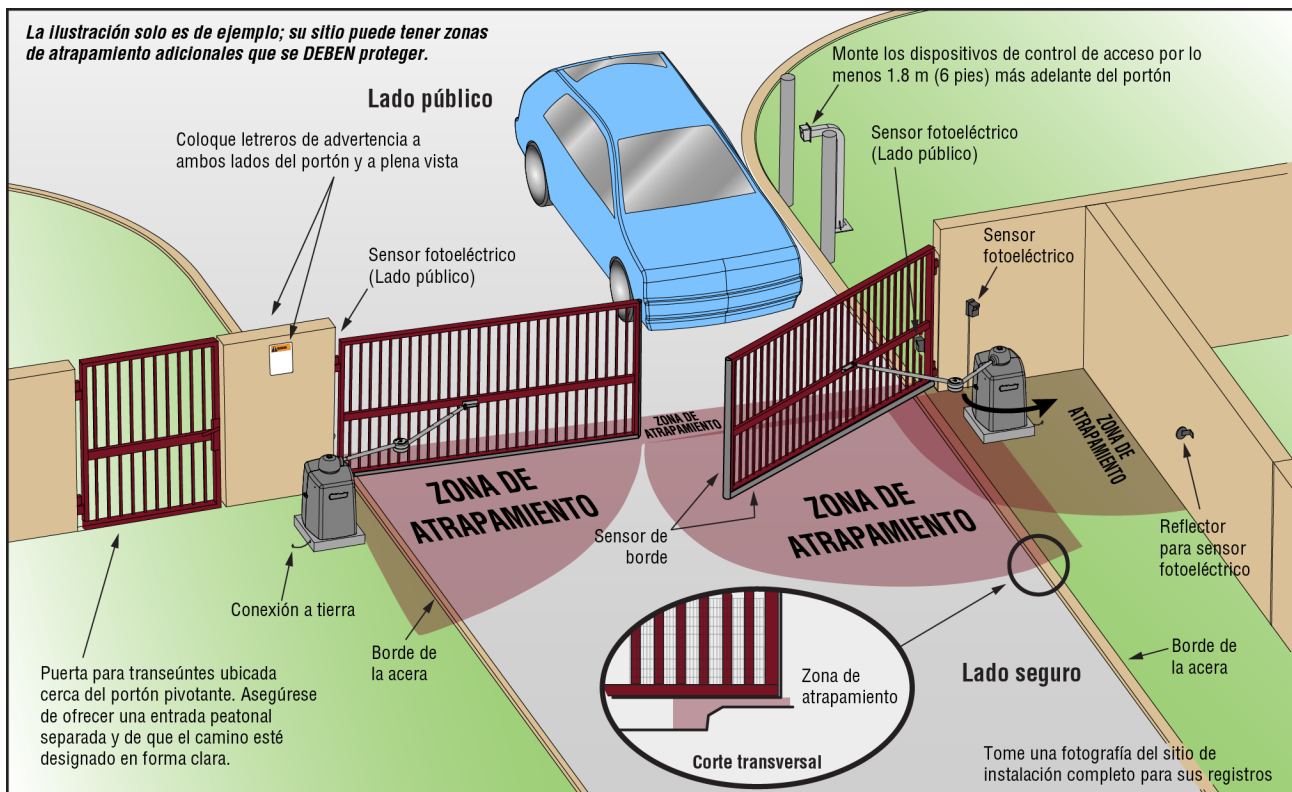 La ilustración solo es de ejemplo; su sitio puede tener zonas
de atrapamiento adicionales que se DEBEN proteger.
Lado público
Monte los dispositivos de control de acceso por lo
menos 1.8 m (6 pies) más adelante del portón
Coloque letreros de advertencia a
ambos lados del portón y a plena vista
Sensor fotoeléctrico
(Lado público)
Sensor fotoeléctrico
(Lado público)
Sensor
fotoeléctrico
ZONA DE
ATRAPAMIENTO
ZONA DE
ATRAPAMIENTO
ZONA DE
ATRAPAMIENTO
ZONA DE
ATRAPAMIENTO
Sensor de
borde
Reflector
para sensor
fotoeléctrico
Conexión a tierra
Borde de
la acera
Puerta para transeúntes ubicada
cerca del portón pivotante. Asegúrese
de ofrecer una entrada peatonal
separada y de que el camino esté
designado en forma clara.
Zona de
atrapamiento
Corte transversal
Lado seguro
Borde de
la acera
Tome una fotografía del sitio de
instalación completo para sus registros